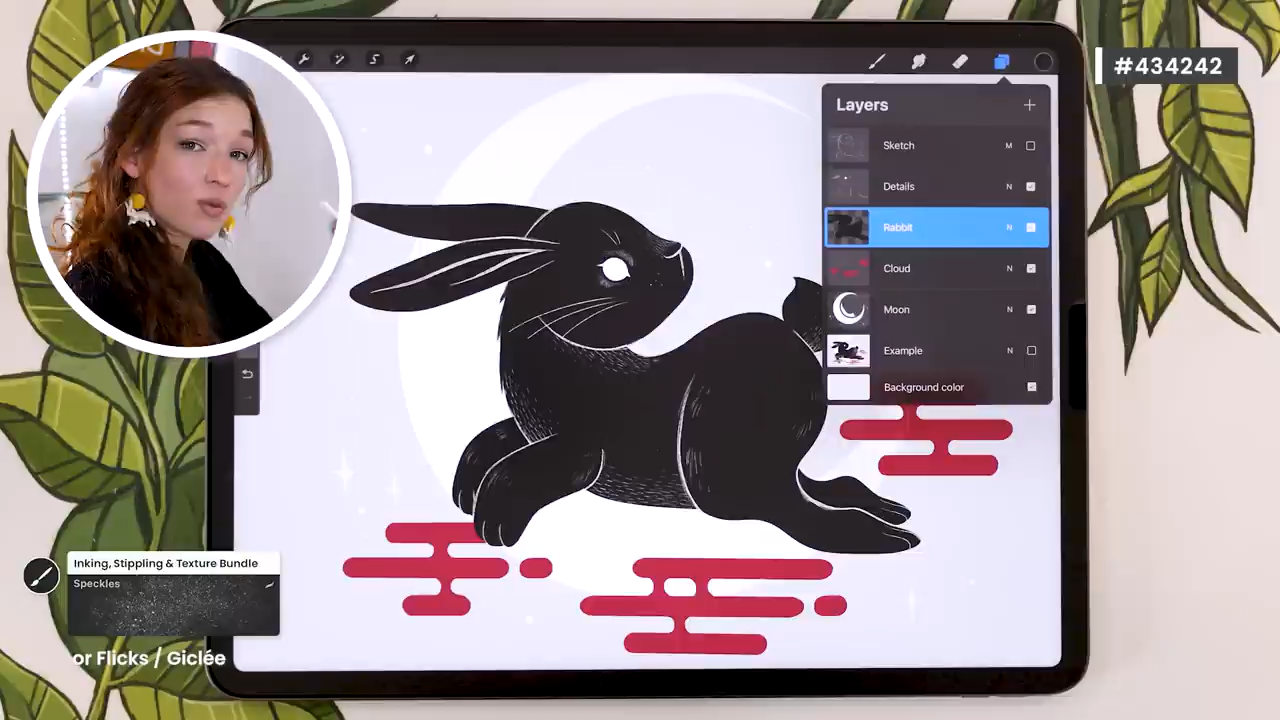 #434242
Layers
Sketch M
Details N
Rabbit N
Cloud N
Moon N
Example N
Background color
Inking, Stippling & Texture Bundle
Speckles
or Flicks / Giclée